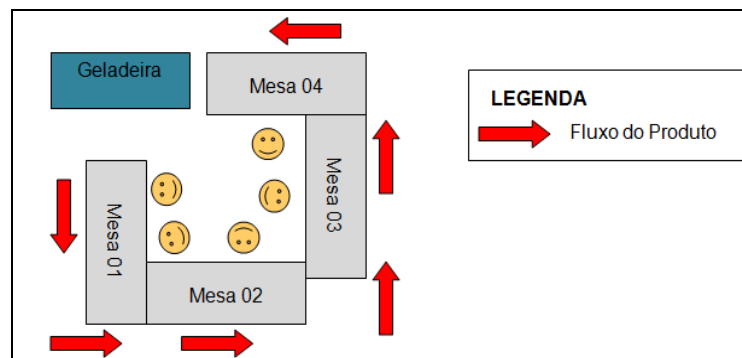 Geladeira
Mesa 04
LEGENDA
Fluxo do Produto
Mesa 03
Mesa 01
Mesa 02